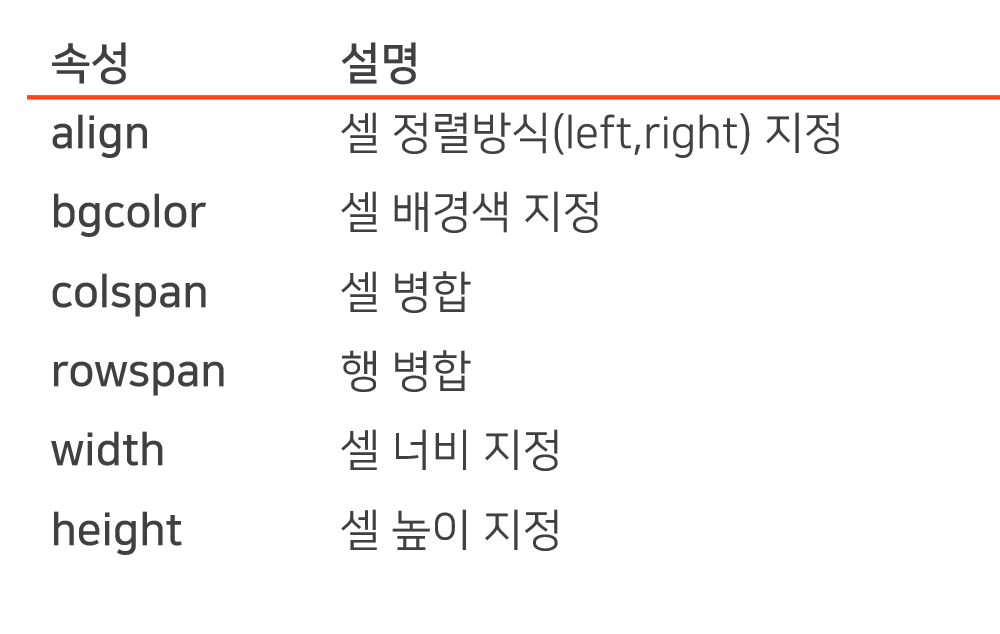 속성 설명
align 셀 정렬방식(left,right) 지정
bgcolor 셀 배경색 지정
colspan 셀 병합
rowspan 행 병합
width 셀 너비 지정
height 셀 높이 지정